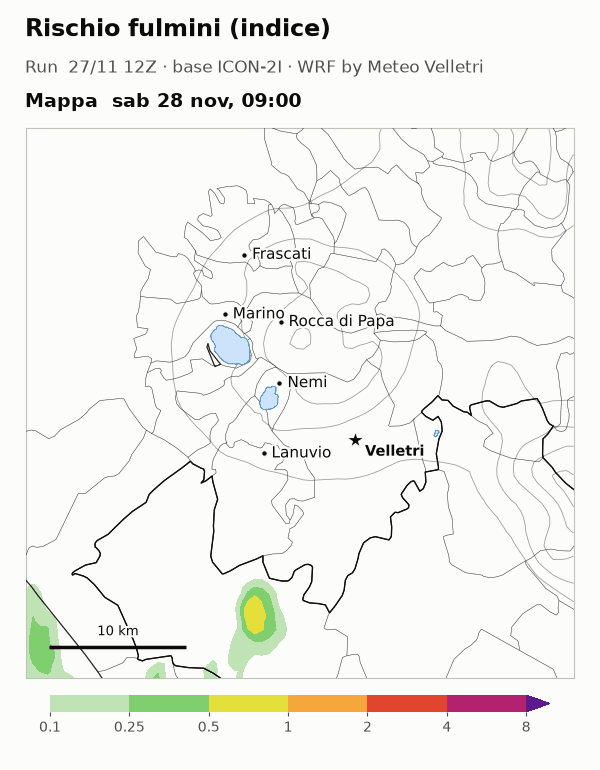 Rischio fulmini (indice)
Run  27/11 12Z · base ICON-2I · WRF by Meteo Velletri
Mappa  sab 28 nov, 09:00
Frascati
Marino
Rocca di Papa
Nemi
Velletri
Lanuvio
10 km
0.1 0.25 0.5 1 2 4 8